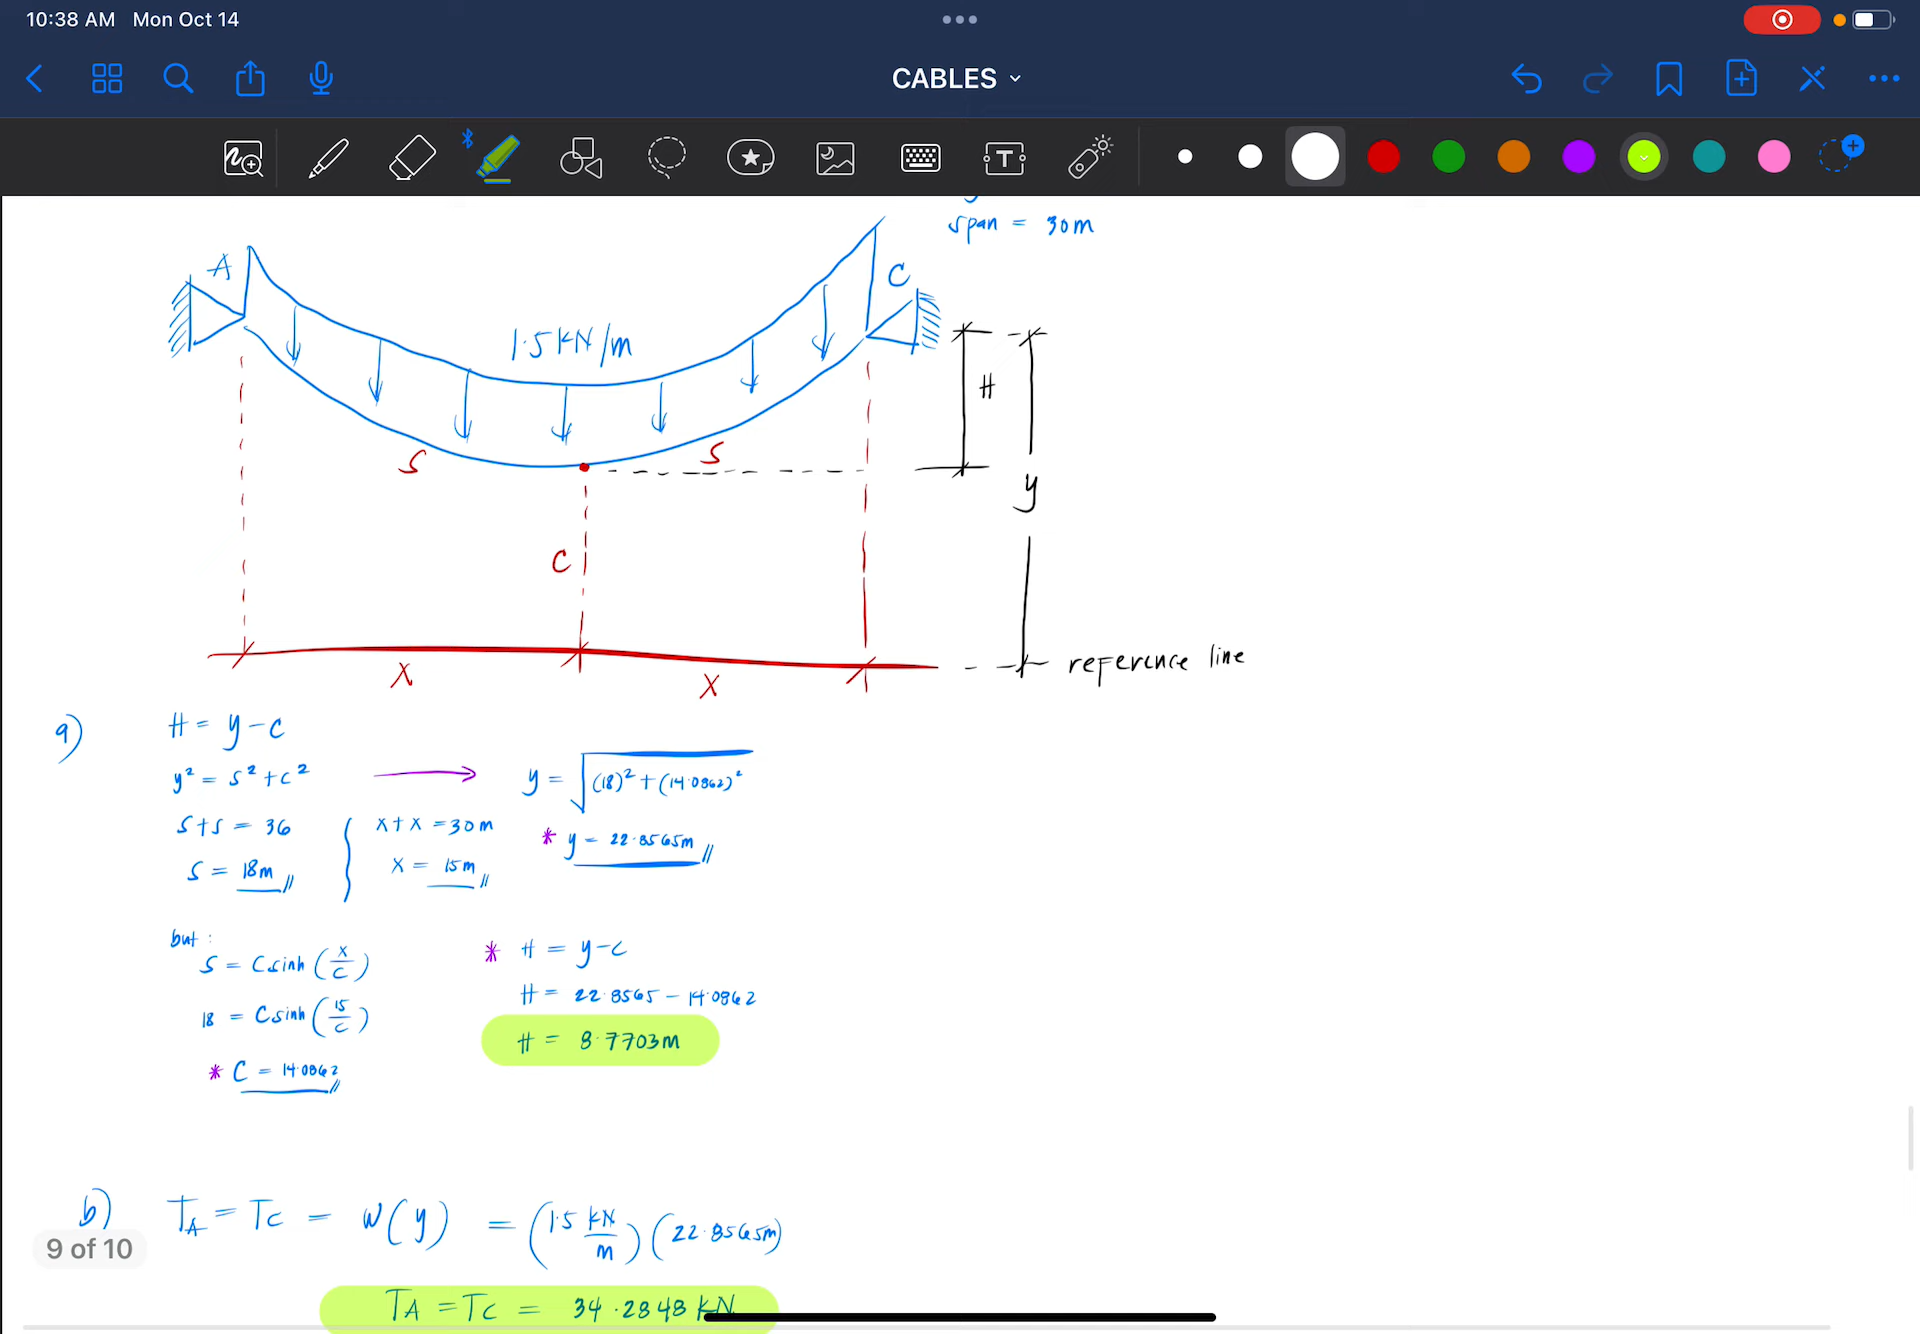 10:38 AM Mon Oct 14
CABLES
T
span = 30m
A
C
1.5 KN/m
H
S
S
y
C
reference line
X
X
a)
H = y - c
y² = s² + c²
y = √(18)² + (14.0862)²
S+S = 36
X+X = 30m
* y = 22.8565m
S = 18m
X = 15m
but :
S = C sinh (X/C)
* H = y - c
18 = C sinh (15/C)
H = 22.8565 - 14.0862
H = 8.7703m
* C = 14.0862
b)
TA = TC = W(y) = (1.5 KN/m)(22.8565m)
9 of 10
TA = TC = 34.2848 KN